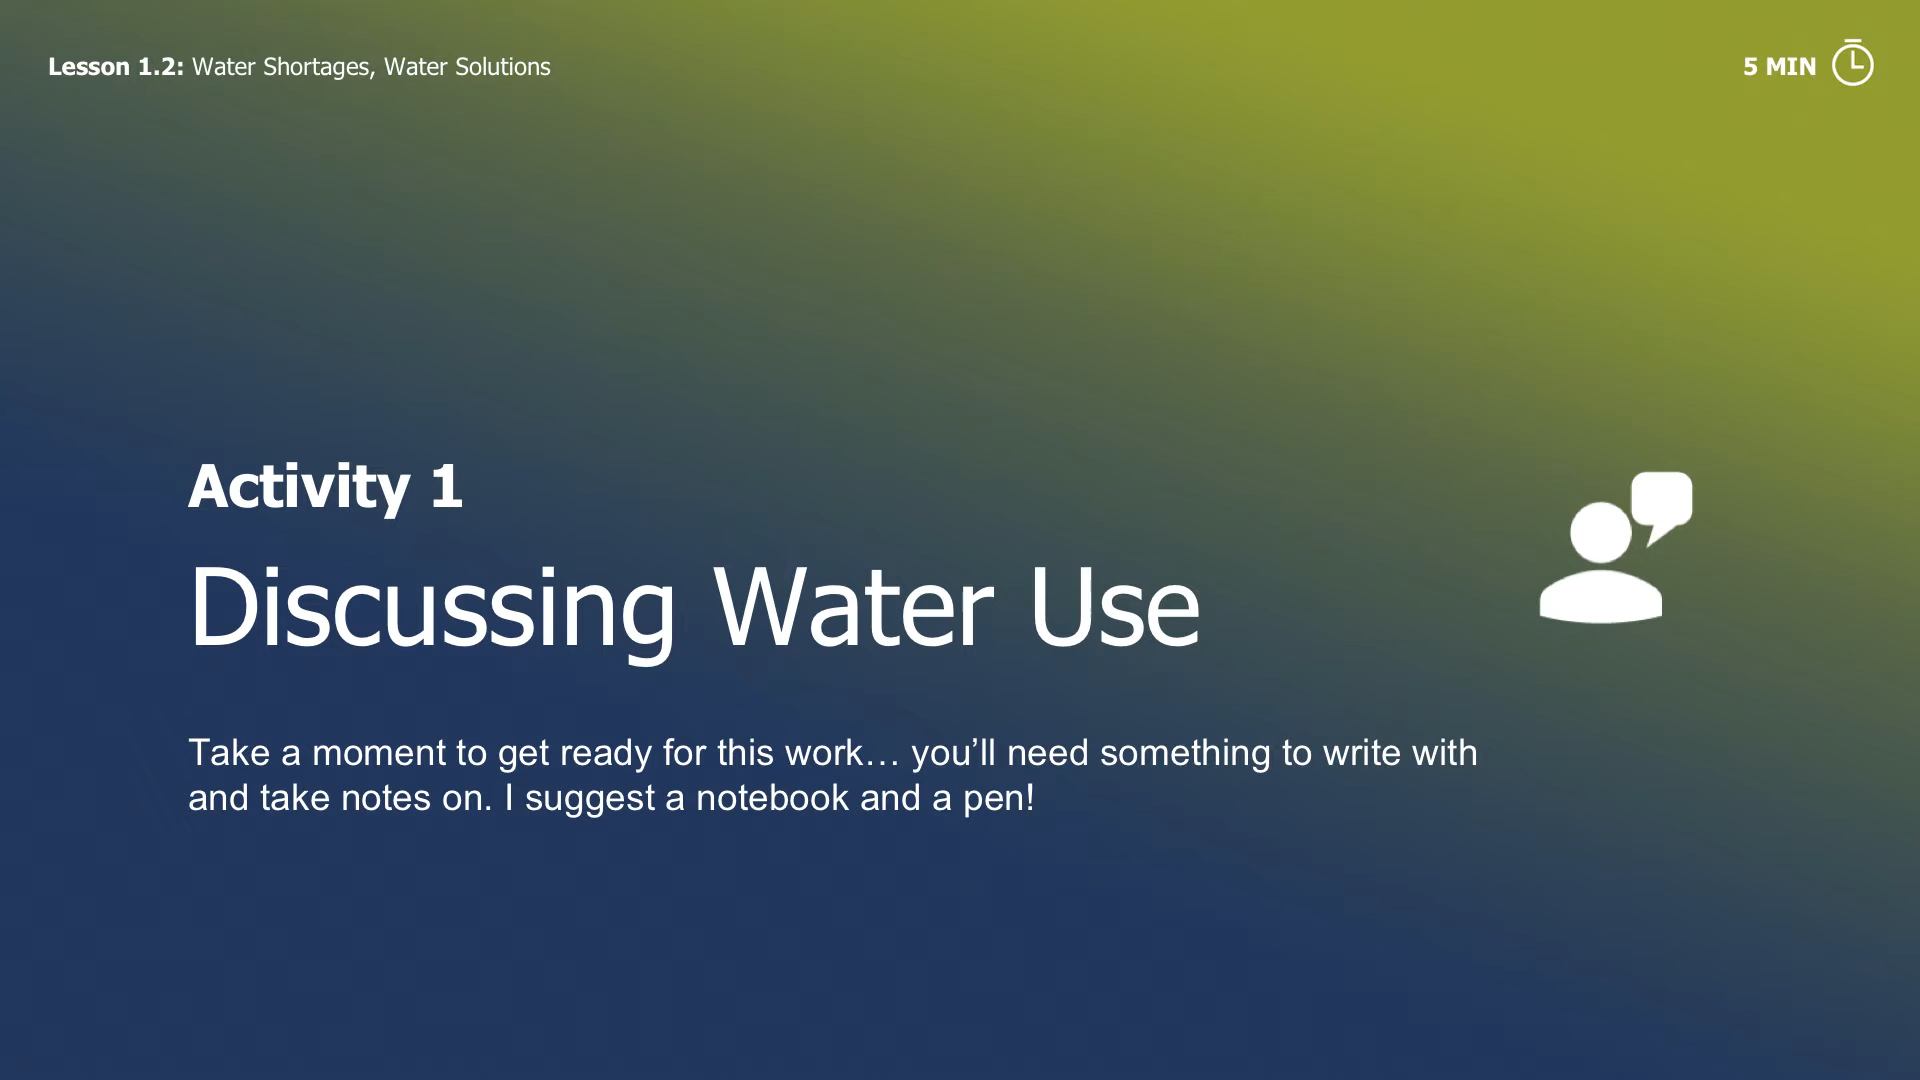 Lesson 1.2: Water Shortages, Water Solutions
5 MIN
Activity 1
Discussing Water Use
Take a moment to get ready for this work… you’ll need something to write with
and take notes on. I suggest a notebook and a pen!